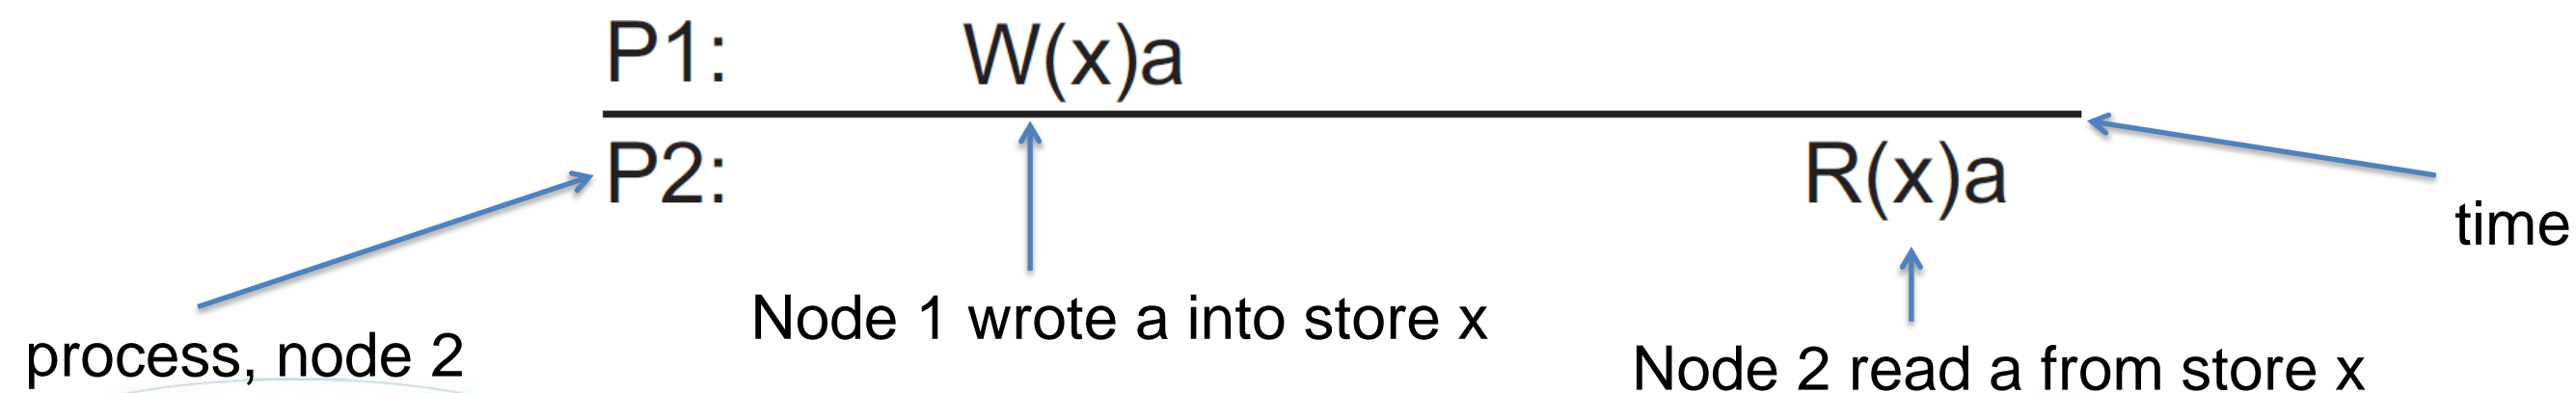 P1: W(x)a
P2: R(x)a
time
process, node 2
Node 1 wrote a into store x
Node 2 read a from store x